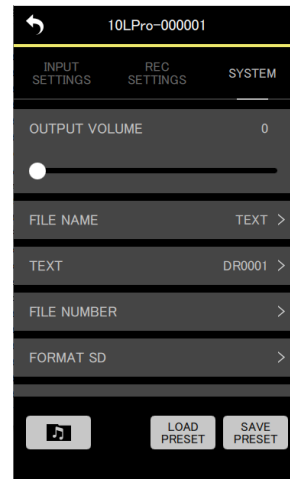 10LPro-000001
INPUT
SETTINGS
REC
SETTINGS
SYSTEM
OUTPUT VOLUME 0
FILE NAME TEXT >
TEXT DR0001 >
FILE NUMBER >
FORMAT SD >
LOAD
PRESET
SAVE
PRESET